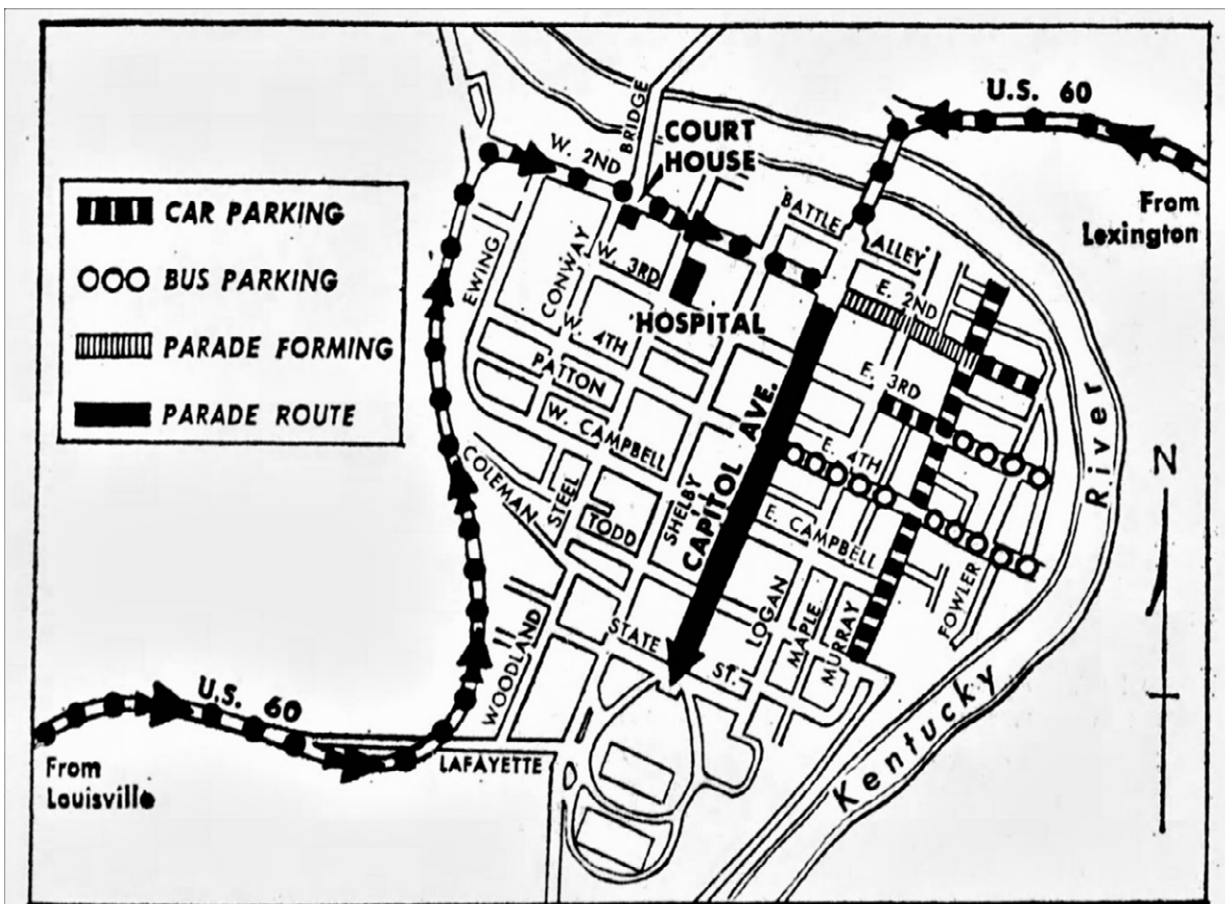 U.S. 60
From
Lexington
COURT
HOUSE
BRIDGE
W. 2ND
CAR PARKING
BUS PARKING
PARADE FORMING
PARADE ROUTE
BATTLE
ALLEY
EWING
CONWAY
W. 3RD
E. 2ND
HOSPITAL
W. 4TH
E. 3RD
PATTON
W. CAMPBELL
CAPITOL AVE.
E. 4TH
N
River
COLEMAN
STEEL
TODD
SHELBY
E. CAMPBELL
FOWLER
WOODLAND
STATE
ST.
LOGAN
MAPLE
MURRAY
Kentucky
U.S. 60
LAFAYETTE
From
Louisville